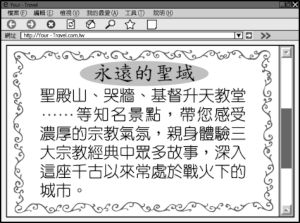 Your - Travel
檔案(F) 編輯(E) 檢視(V) 我的最愛(A) 工具(T) 說明(H)
網址 http://Your-Travel.com.tw
永遠的聖域
聖殿山、哭牆、基督升天教堂
……等知名景點，帶您感受
濃厚的宗教氣氛，親身體驗三
大宗教經典中眾多故事，深入
這座千古以來常處於戰火下的
城市。